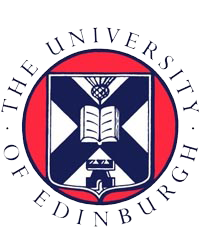 · THE UNIVERSITY ·
OF EDINBURGH